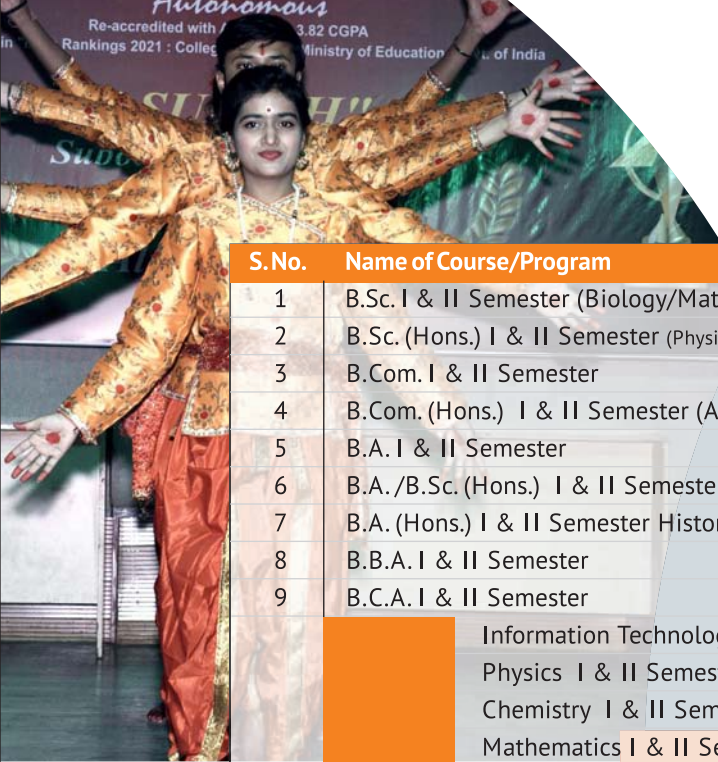 Autonomous
Re-accredited with 3.82 CGPA
in Rankings 2021 : Ministry of Education of India
S.No. Name of Course/Program
1 B.Sc. I & II Semester (Biology/Mat
2 B.Sc. (Hons.) I & II Semester (Physi
3 B.Com. I & II Semester
4 B.Com. (Hons.) I & II Semester (A
5 B.A. I & II Semester
6 B.A./B.Sc. (Hons.) I & II Semeste
7 B.A. (Hons.) I & II Semester Histor
8 B.B.A. I & II Semester
9 B.C.A. I & II Semester
Information Technolo
Physics I & II Semes
Chemistry I & II Sem
Mathematics I & II Se